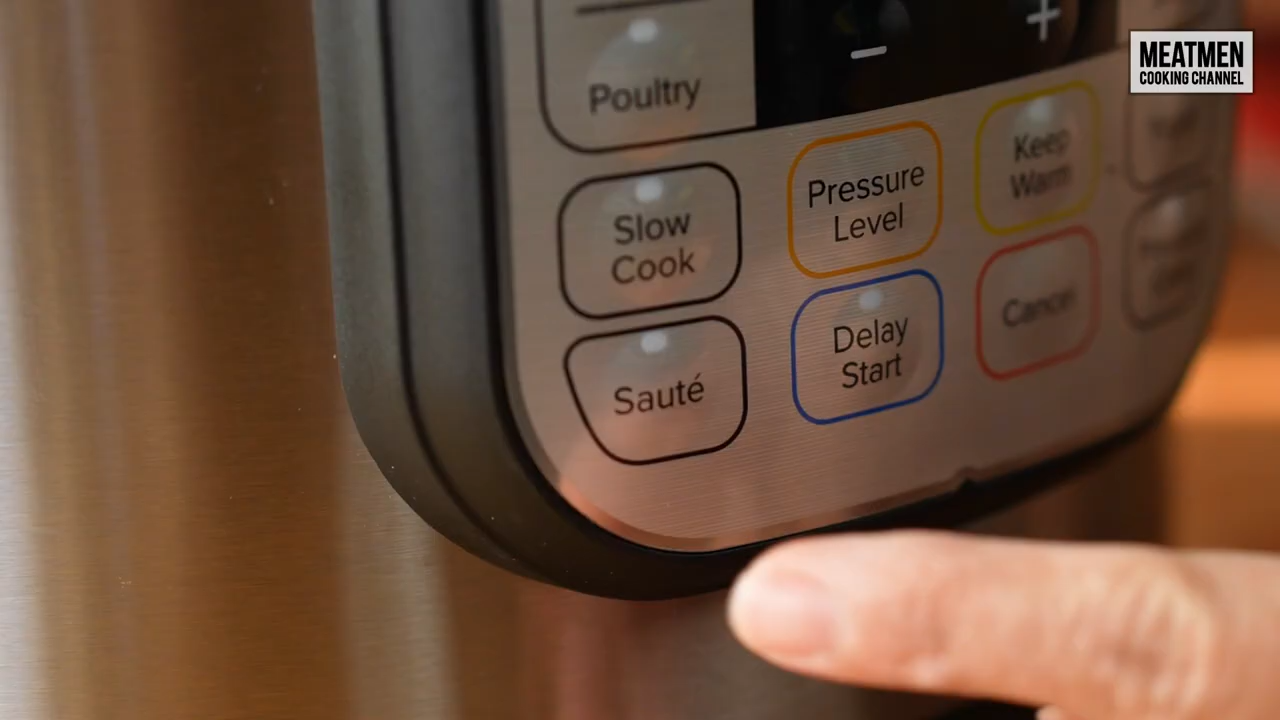 MEATMEN
COOKING CHANNEL
Poultry
−
+
Slow
Cook
Pressure
Level
Keep
Warm
Sauté
Delay
Start
Cancel